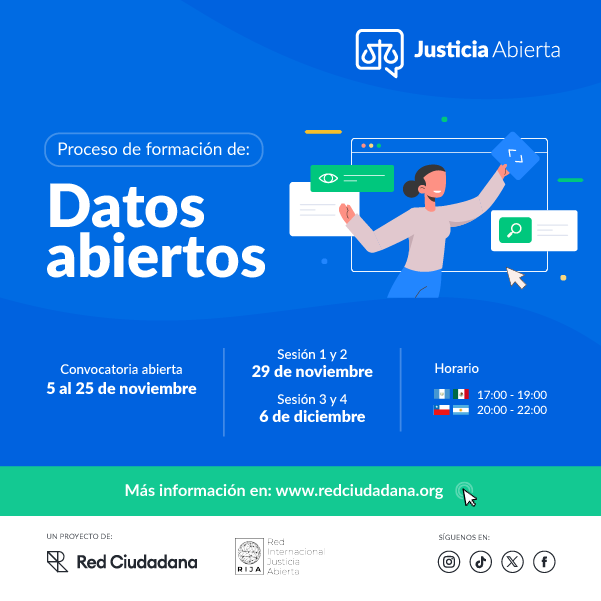 Justicia Abierta
Proceso de formación de:
Datos
abiertos
Convocatoria abierta
5 al 25 de noviembre
Sesión 1 y 2
29 de noviembre
Sesión 3 y 4
6 de diciembre
Horario
17:00 - 19:00
20:00 - 22:00
Más información en: www.redciudadana.org
UN PROYECTO DE:
Red Ciudadana
RIJA
Red
Internacional
Justicia
Abierta
SÍGUENOS EN: